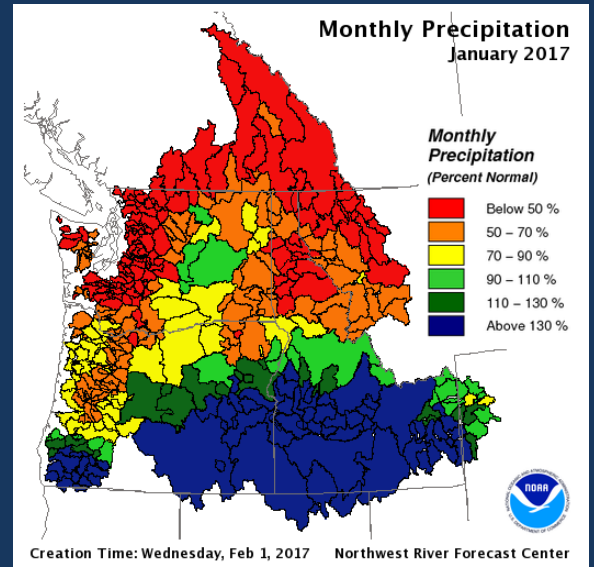 Monthly Precipitation
January 2017
Monthly
Precipitation
(Percent Normal)
Below 50 %
50 – 70 %
70 – 90 %
90 – 110 %
110 – 130 %
Above 130 %
NOAA
Creation Time: Wednesday, Feb 1, 2017 Northwest River Forecast Center